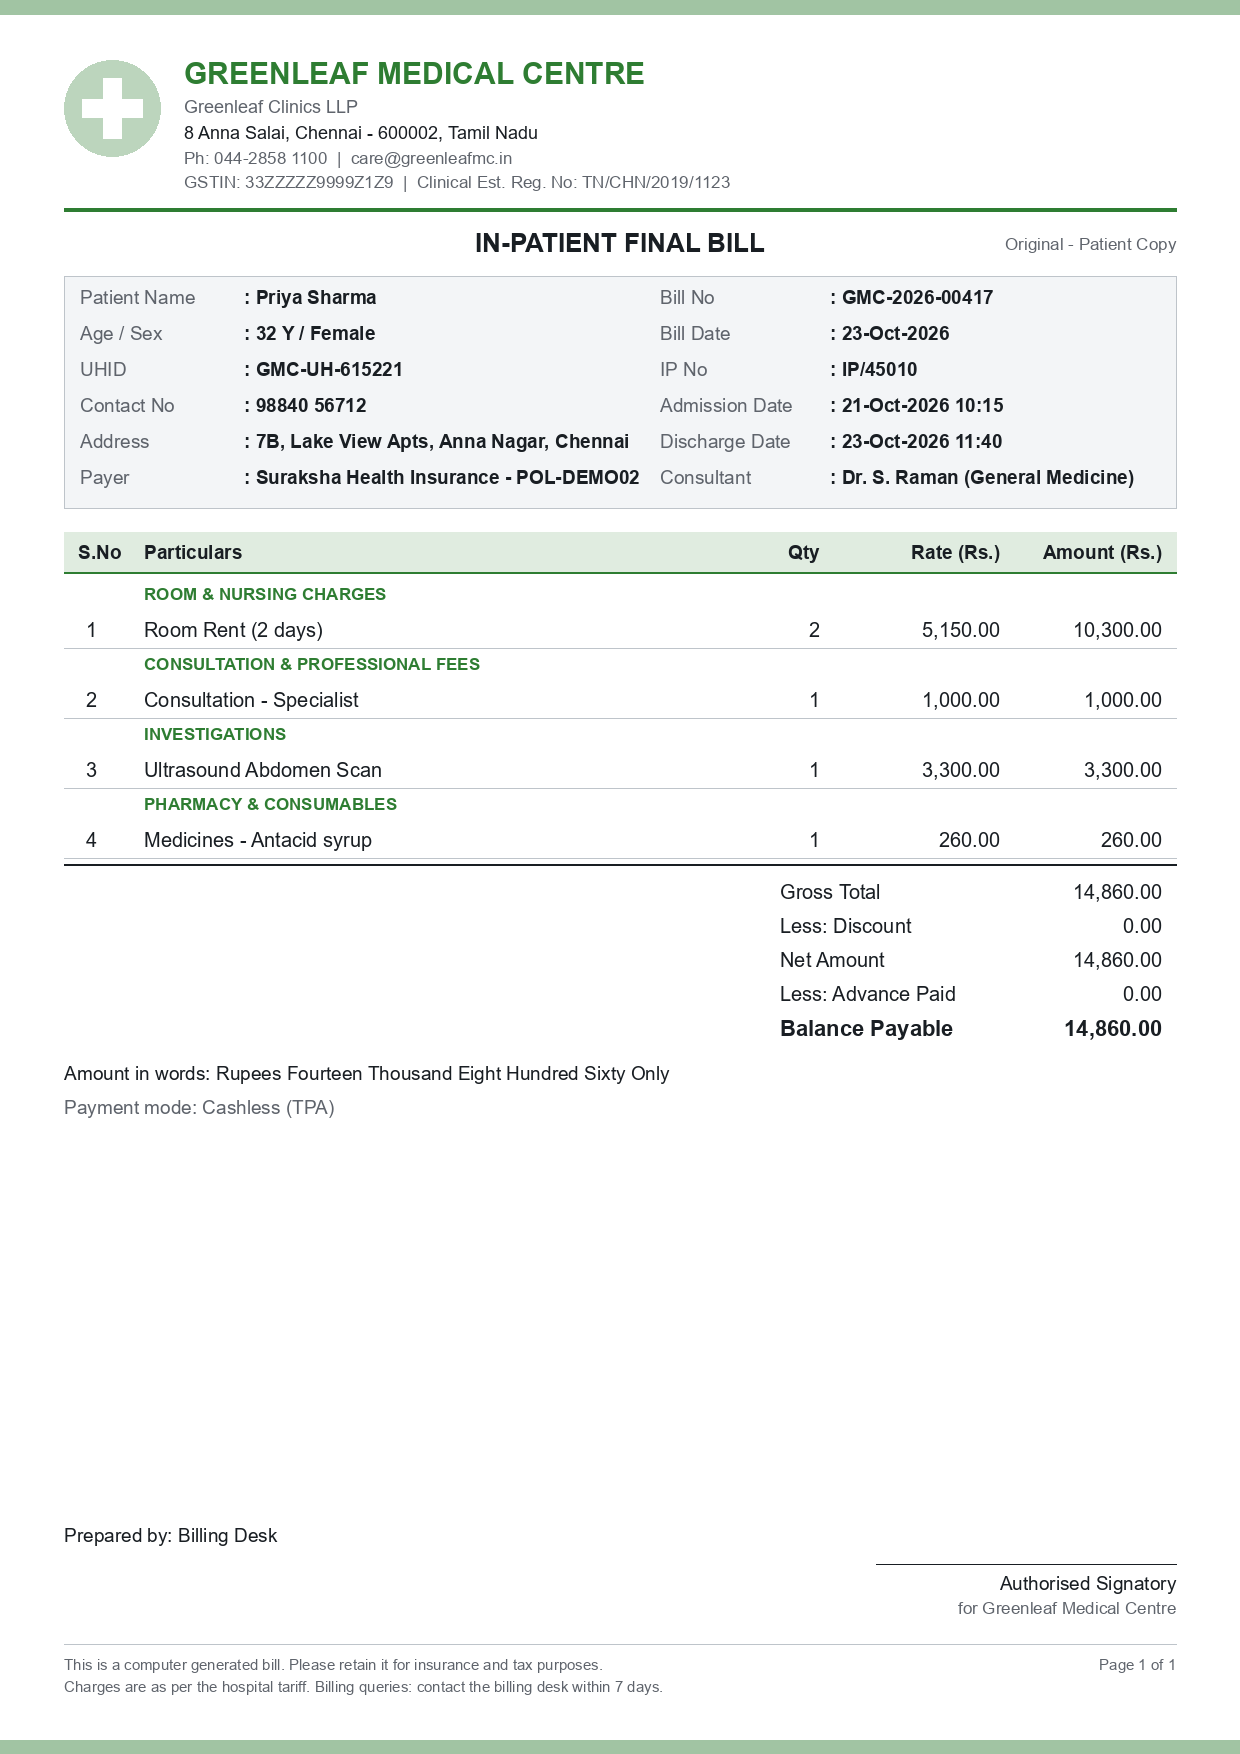 GREENLEAF MEDICAL CENTRE
Greenleaf Clinics LLP
8 Anna Salai, Chennai - 600002, Tamil Nadu
Ph: 044-2858 1100 | care@greenleafmc.in
GSTIN: 33ZZZZZ9999Z1Z9 | Clinical Est. Reg. No: TN/CHN/2019/1123
IN-PATIENT FINAL BILL Original - Patient Copy
Patient Name : Priya Sharma Bill No : GMC-2026-00417
Age / Sex : 32 Y / Female Bill Date : 23-Oct-2026
UHID : GMC-UH-615221 IP No : IP/45010
Contact No : 98840 56712 Admission Date : 21-Oct-2026 10:15
Address : 7B, Lake View Apts, Anna Nagar, Chennai Discharge Date : 23-Oct-2026 11:40
Payer : Suraksha Health Insurance - POL-DEMO02 Consultant : Dr. S. Raman (General Medicine)
S.No Particulars Qty Rate (Rs.) Amount (Rs.)
ROOM & NURSING CHARGES
1 Room Rent (2 days) 2 5,150.00 10,300.00
CONSULTATION & PROFESSIONAL FEES
2 Consultation - Specialist 1 1,000.00 1,000.00
INVESTIGATIONS
3 Ultrasound Abdomen Scan 1 3,300.00 3,300.00
PHARMACY & CONSUMABLES
4 Medicines - Antacid syrup 1 260.00 260.00
Gross Total 14,860.00
Less: Discount 0.00
Net Amount 14,860.00
Less: Advance Paid 0.00
Balance Payable 14,860.00
Amount in words: Rupees Fourteen Thousand Eight Hundred Sixty Only
Payment mode: Cashless (TPA)
Prepared by: Billing Desk
Authorised Signatory
for Greenleaf Medical Centre
This is a computer generated bill. Please retain it for insurance and tax purposes. Page 1 of 1
Charges are as per the hospital tariff. Billing queries: contact the billing desk within 7 days.